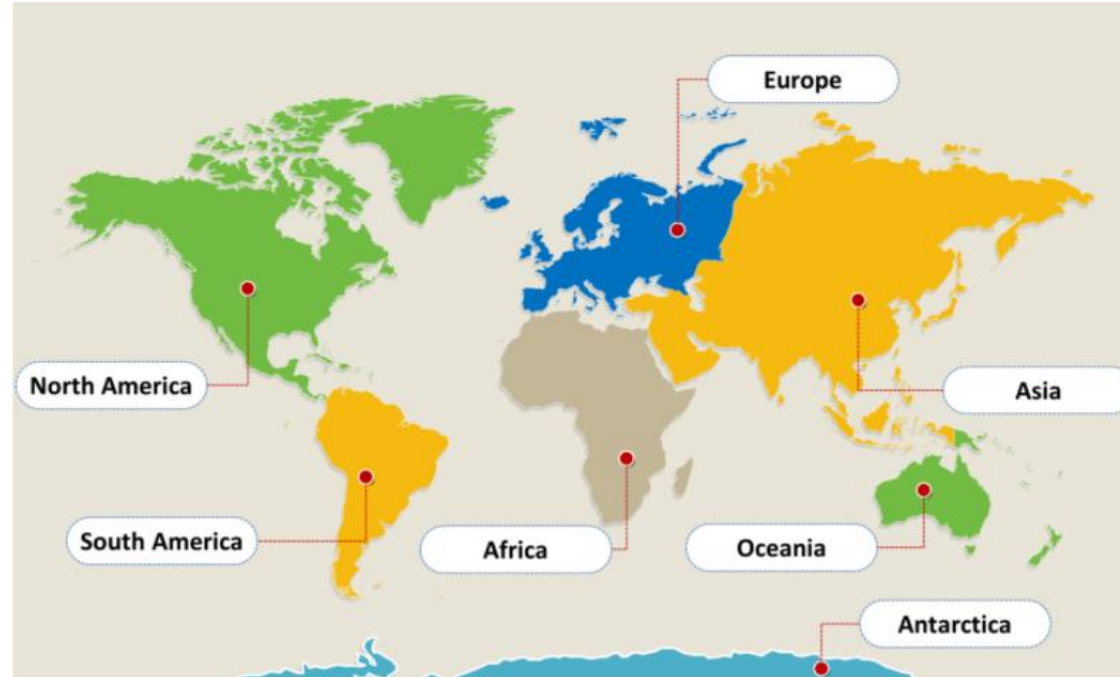 Europe
North America
Asia
South America
Africa
Oceania
Antarctica